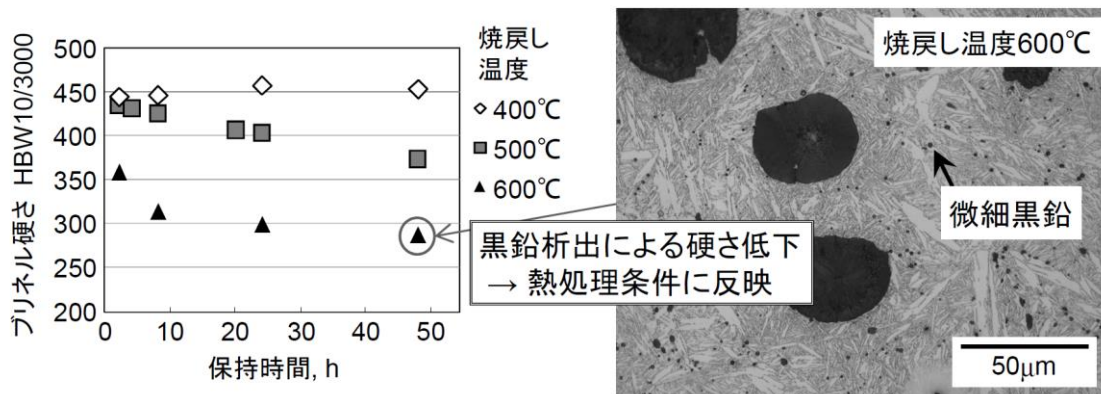 ブリネル硬さ HBW10/3000
500
450
400
350
300
250
200
0
10
20
30
40
50
保持時間, h
焼戻し
温度
400℃
500℃
600℃
黒鉛析出による硬さ低下
→ 熱処理条件に反映
焼戻し温度600℃
微細黒鉛
50μm